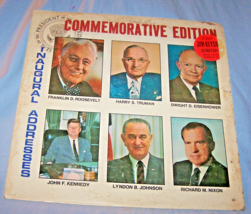 COMMEMORATIVE EDITION
INAUGURAL ADDRESSES
FRANKLIN D. ROOSEVELT
HARRY S. TRUMAN
DWIGHT D. EISENHOWER
JOHN F. KENNEDY
LYNDON B. JOHNSON
RICHARD M. NIXON